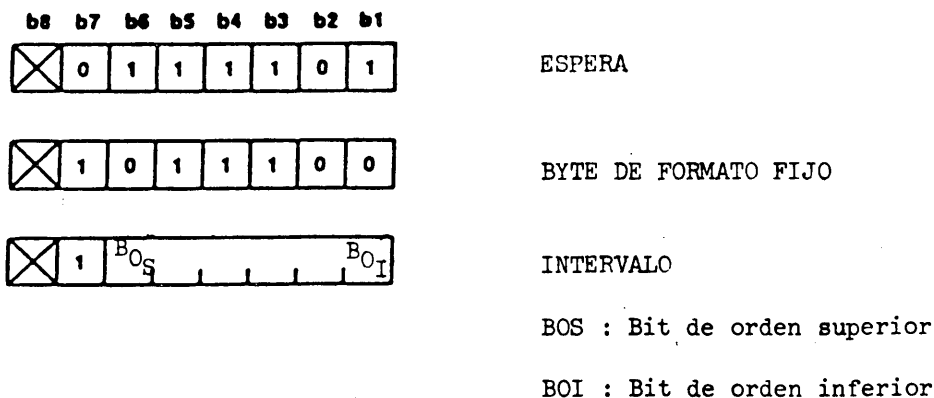 b8 b7 b6 b5 b4 b3 b2 b1
0 1 1 1 1 0 1 ESPERA
1 0 1 1 1 0 0 BYTE DE FORMATO FIJO
1 BOS BOI INTERVALO
BOS : Bit de orden superior
BOI : Bit de orden inferior